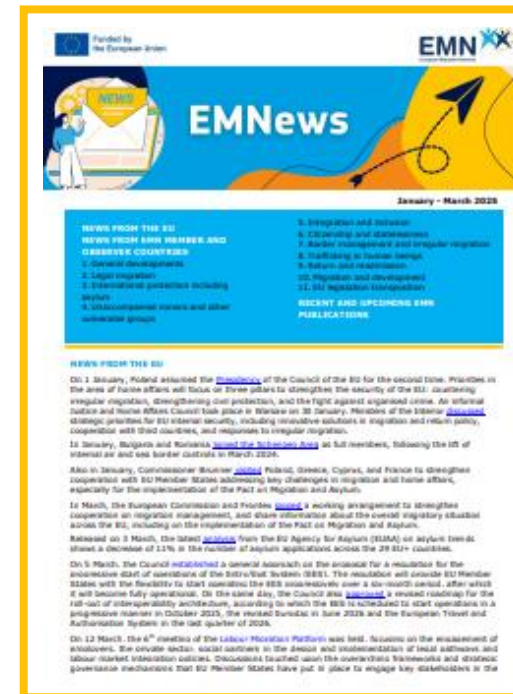 Funded by
the European Union
EMN
NEWS
EMNews
January - March 2025
NEWS FROM THE EU
NEWS FROM EMN MEMBER AND
OBSERVER COUNTRIES
1. General developments
2. Legal migration
3. International protection including
asylum
4. Unaccompanied minors and other
vulnerable groups
5. Integration and inclusion
6. Citizenship and statelessness
7. Border management and irregular migration
8. Trafficking in human beings
9. Return and readmission
10. Migration and development
11. EU legislation transposition
RECENT AND UPCOMING EMN
PUBLICATIONS
NEWS FROM THE EU
On 1 January, Poland assumed the Presidency of the Council of the EU for the second time. Priorities in
the area of home affairs will focus on three pillars to strengthen the security of the EU: countering
irregular migration, strengthening civil protection, and the fight against organised crime. An informal
Justice and Home Affairs Council took place in Warsaw on 30 January. Ministers of the Interior discussed
strategic priorities for EU internal security, including innovative solutions in migration and return policy,
cooperation with third countries, and responses to irregular migration.
In January, Bulgaria and Romania joined the Schengen Area as full members, following the lift of
internal air and sea border controls in March 2024.
Also in January, Commissioner Brunner visited Poland, Greece, Cyprus, and France to strengthen
cooperation with EU Member States addressing key challenges in migration and home affairs,
especially for the implementation of the Pact on Migration and Asylum.
In March, the European Commission and Frontex signed a working arrangement to strengthen
cooperation on migration management, and share information about the overall migratory situation
across the EU, including on the implementation of the Pact on Migration and Asylum.
Released on 3 March, the latest analysis from the EU Agency for Asylum (EUAA) on asylum trends
shows a decrease of 11% in the number of asylum applications across the 29 EU+ countries.
On 5 March, the Council established a general approach on the proposal for a regulation for the
progressive start of operations of the Entry/Exit System (EES). The regulation will provide EU Member
States with the flexibility to start operating the EES progressively over a six-month period, after which
it will become fully operational. On the same day, the Council also approved a revised roadmap for the
roll-out of interoperability architecture, according to which the EES is scheduled to start operations in a
progressive manner in October 2025, the revised Eurodac in June 2026 and the European Travel and
Authorisation System in the last quarter of 2026.
On 12 March, the 6th meeting of the Labour Migration Platform was held, focusing on the engagement of
employers, the private sector, social partners in the design and implementation of legal pathways and
labour market integration policies. Discussions touched upon the overarching frameworks and strategic
governance mechanisms that EU Member States have put in place to engage key stakeholders in the